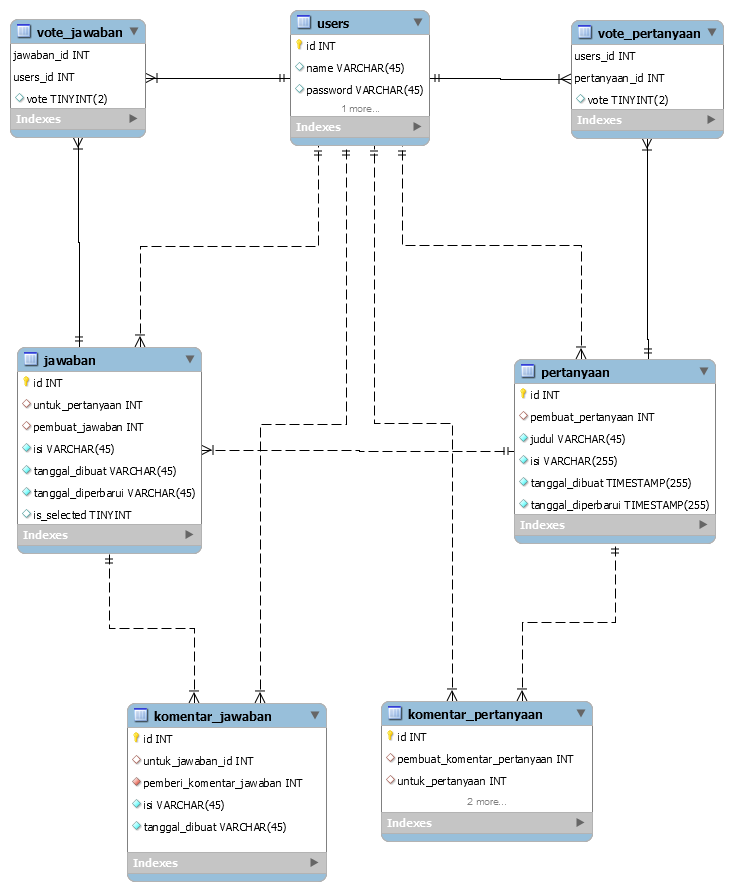 vote_jawaban
jawaban_id INT
users_id INT
vote TINYINT(2)
Indexes
users
id INT
name VARCHAR(45)
password VARCHAR(45)
1 more...
Indexes
vote_pertanyaan
users_id INT
pertanyaan_id INT
vote TINYINT(2)
Indexes
jawaban
id INT
untuk_pertanyaan INT
pembuat_jawaban INT
isi VARCHAR(45)
tanggal_dibuat VARCHAR(45)
tanggal_diperbarui VARCHAR(45)
is_selected TINYINT
Indexes
pertanyaan
id INT
pembuat_pertanyaan INT
judul VARCHAR(45)
isi VARCHAR(255)
tanggal_dibuat TIMESTAMP(255)
tanggal_diperbarui TIMESTAMP(255)
Indexes
komentar_jawaban
id INT
untuk_jawaban_id INT
pemberi_komentar_jawaban INT
isi VARCHAR(45)
tanggal_dibuat VARCHAR(45)
Indexes
komentar_pertanyaan
id INT
pembuat_komentar_pertanyaan INT
untuk_pertanyaan INT
2 more...
Indexes